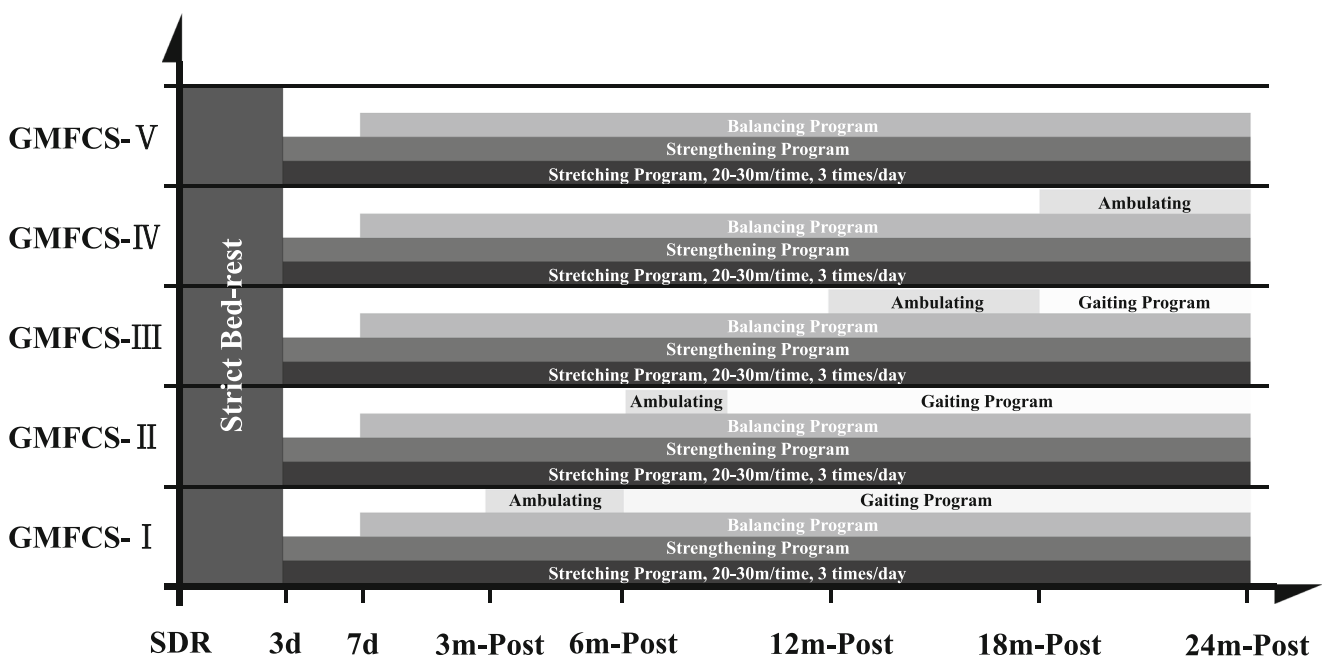 GMFCS-Ⅴ
Balancing Program
Strengthening Program
Stretching Program, 20-30m/time, 3 times/day
GMFCS-Ⅳ
Ambulating
Balancing Program
Strengthening Program
Stretching Program, 20-30m/time, 3 times/day
Strict Bed-rest
GMFCS-Ⅲ
Ambulating Gaiting Program
Balancing Program
Strengthening Program
Stretching Program, 20-30m/time, 3 times/day
GMFCS-Ⅱ
Ambulating Gaiting Program
Balancing Program
Strengthening Program
Stretching Program, 20-30m/time, 3 times/day
GMFCS-Ⅰ
Ambulating Gaiting Program
Balancing Program
Strengthening Program
Stretching Program, 20-30m/time, 3 times/day
SDR 3d 7d 3m-Post 6m-Post 12m-Post 18m-Post 24m-Post